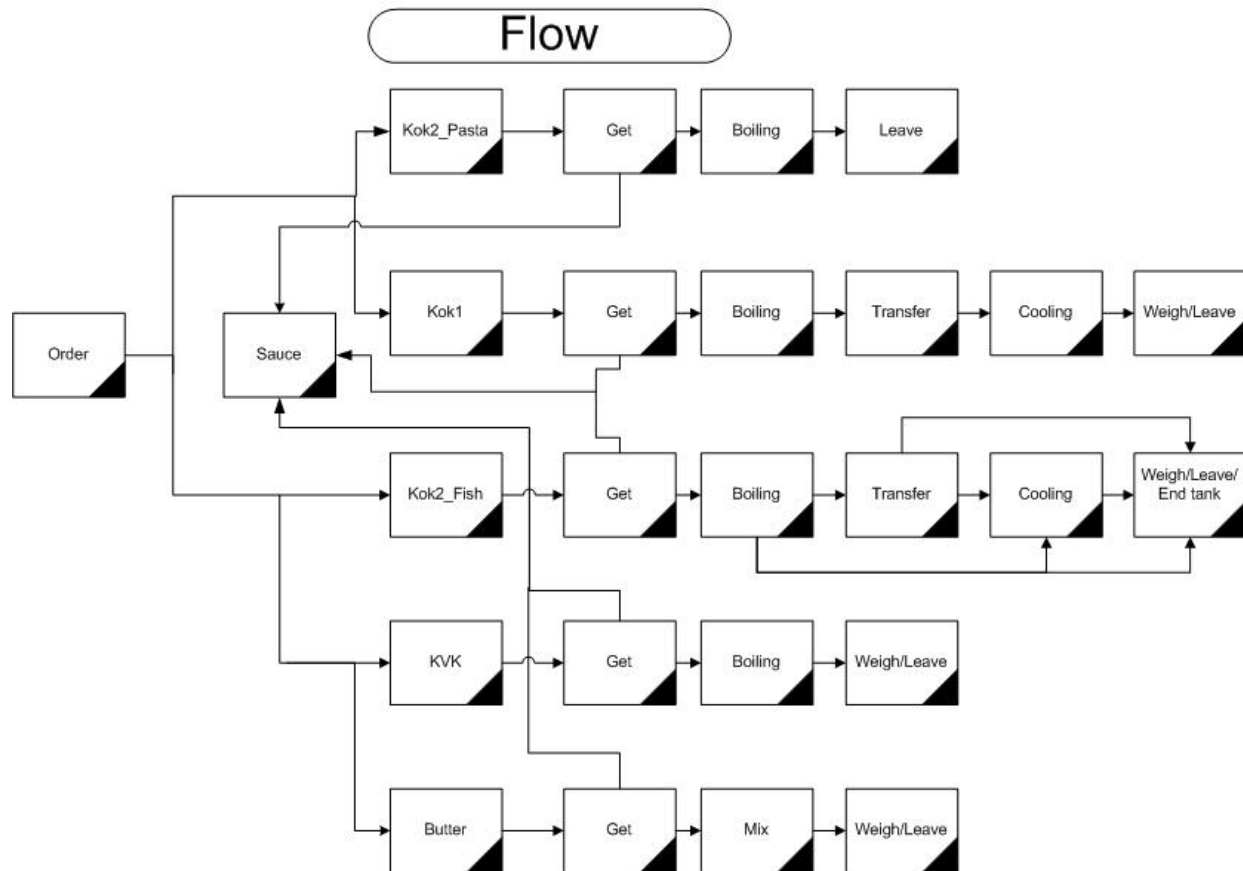 Flow
Kok2_Pasta
Get
Boiling
Leave
Kok1
Get
Boiling
Transfer
Cooling
Weigh/Leave
Order
Sauce
Kok2_Fish
Get
Boiling
Transfer
Cooling
Weigh/Leave/
End tank
KVK
Get
Boiling
Weigh/Leave
Butter
Get
Mix
Weigh/Leave